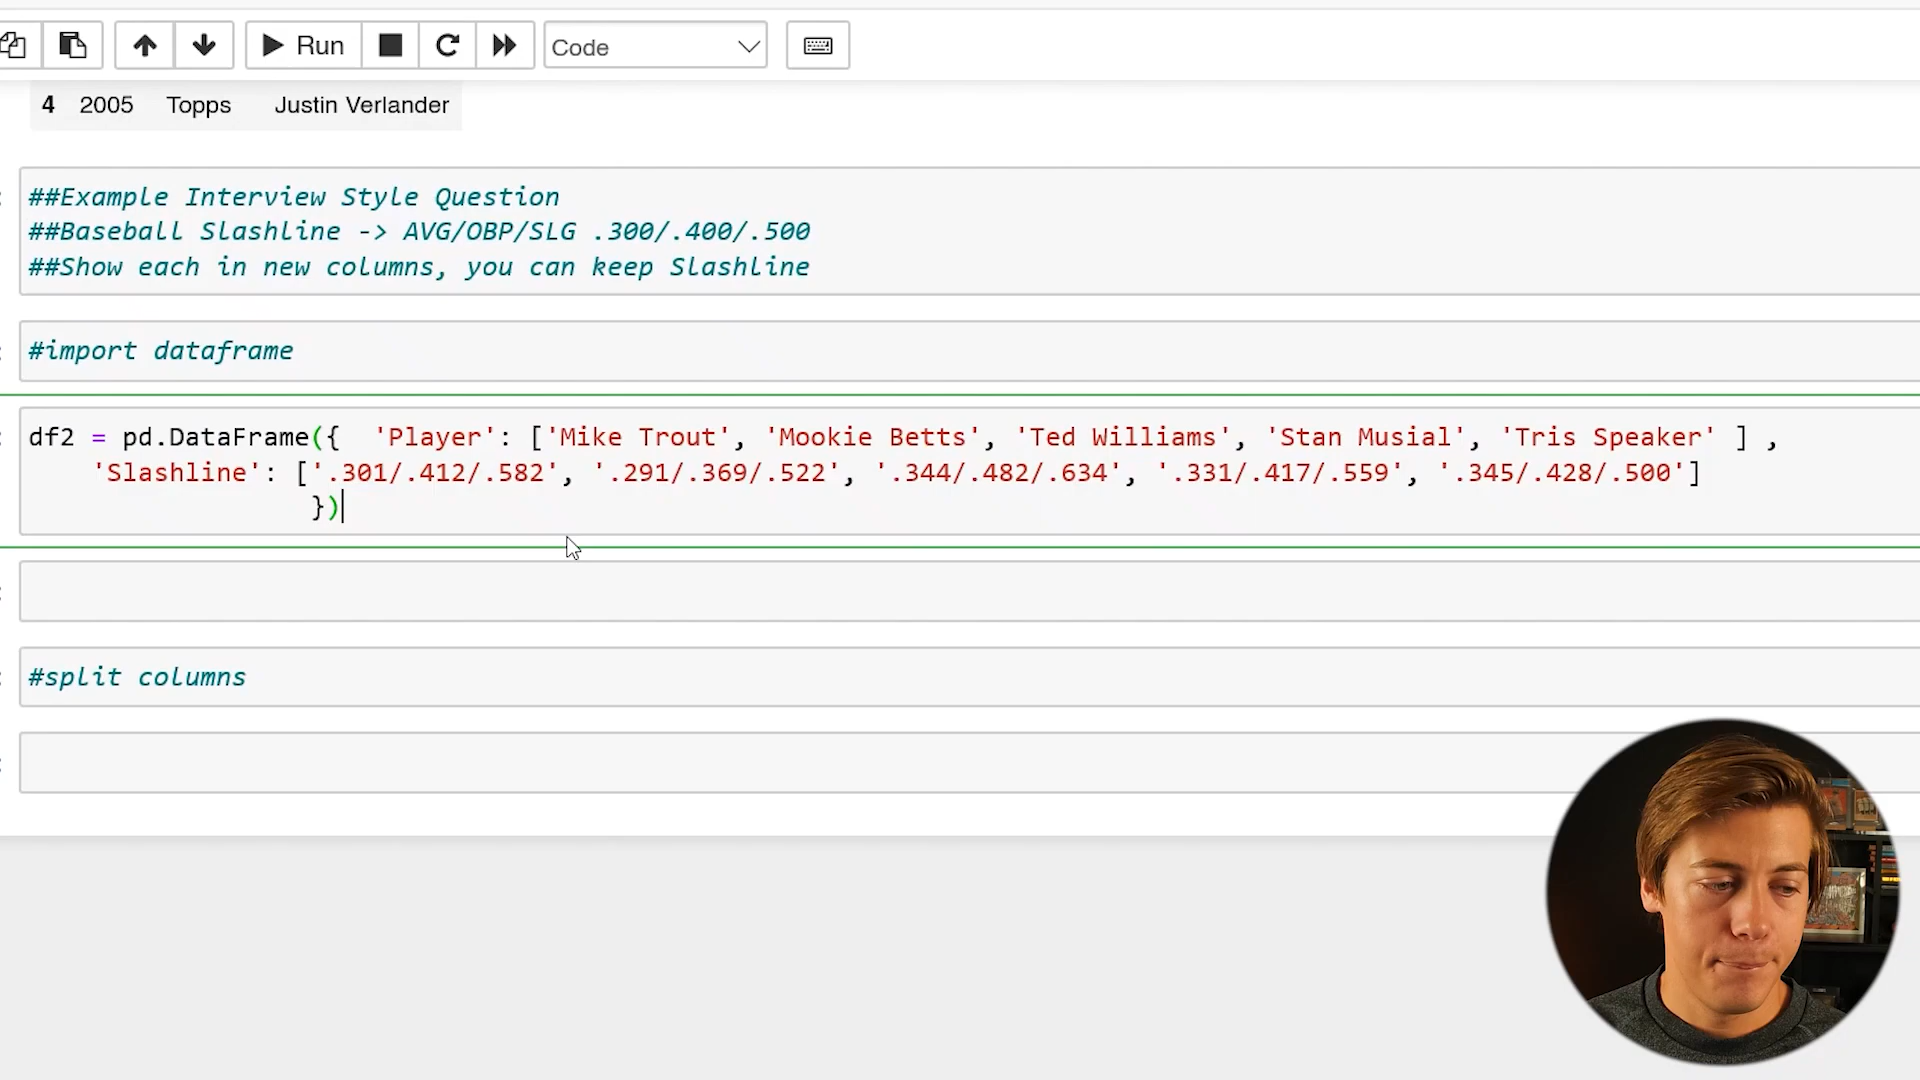 Run
Code
4 2005 Topps Justin Verlander
##Example Interview Style Question
##Baseball Slashline -> AVG/OBP/SLG .300/.400/.500
##Show each in new columns, you can keep Slashline
#import dataframe
df2 = pd.DataFrame({  'Player': ['Mike Trout', 'Mookie Betts', 'Ted Williams', 'Stan Musial', 'Tris Speaker' ] ,
'Slashline': ['.301/.412/.582', '.291/.369/.522', '.344/.482/.634', '.331/.417/.559', '.345/.428/.500']
})
#split columns